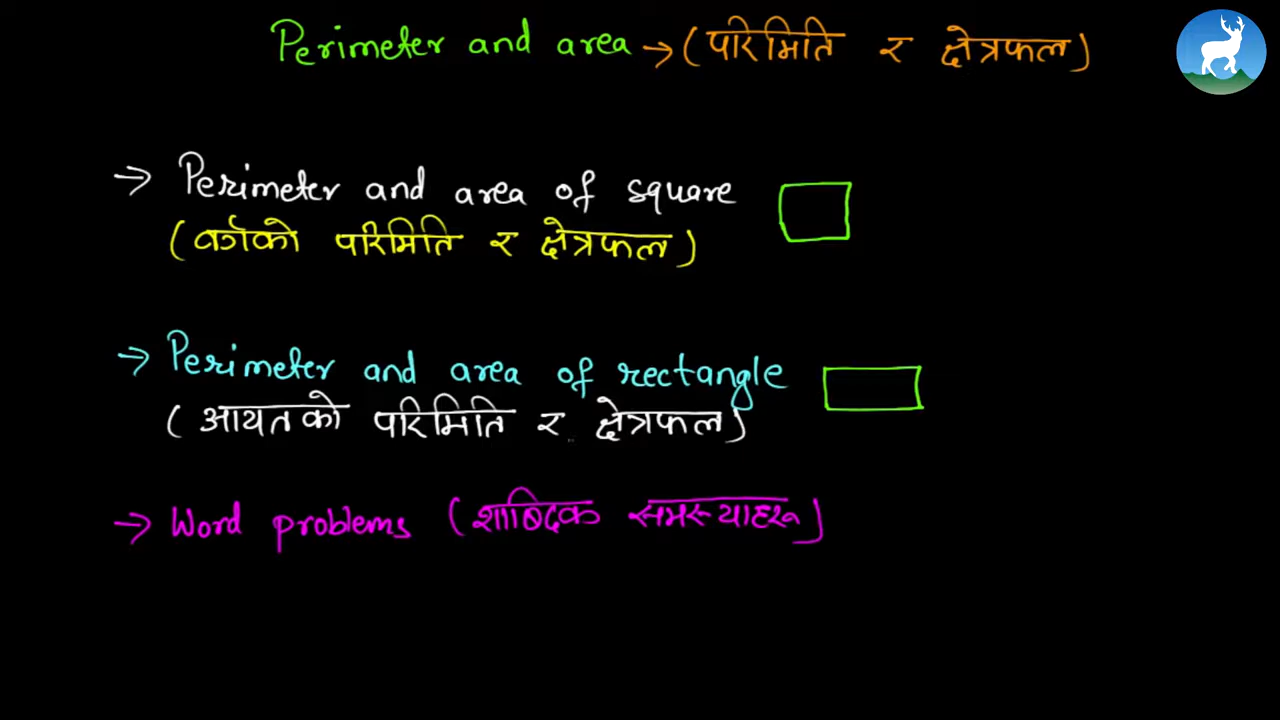 Perimeter and area → (परिमिति र क्षेत्रफल)
→ Perimeter and area of square
(वर्गको परिमिति र क्षेत्रफल)
→ Perimeter and area of rectangle
(आयतको परिमिति र क्षेत्रफल)
→ Word problems (शाब्दिक समस्याहरू)